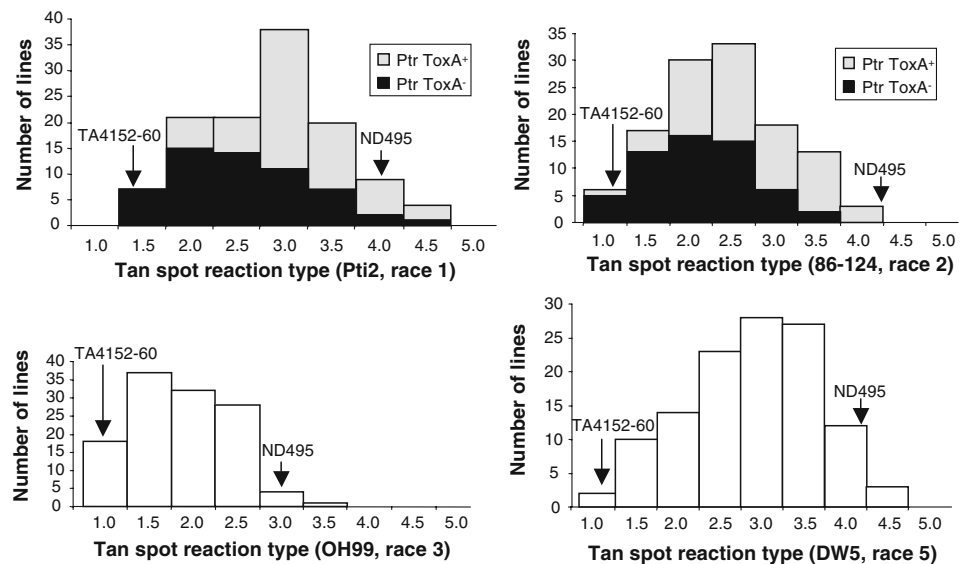 Number of lines
40
35
30
25
20
15
10
5
0
Ptr ToxA+
Ptr ToxA-
TA4152-60
ND495
1.0 1.5 2.0 2.5 3.0 3.5 4.0 4.5 5.0
Tan spot reaction type (Pti2, race 1)
Number of lines
35
30
25
20
15
10
5
0
Ptr ToxA+
Ptr ToxA-
TA4152-60
ND495
1.0 1.5 2.0 2.5 3.0 3.5 4.0 4.5 5.0
Tan spot reaction type (86-124, race 2)
Number of lines
40
35
30
25
20
15
10
5
0
TA4152-60
ND495
1.0 1.5 2.0 2.5 3.0 3.5 4.0 4.5 5.0
Tan spot reaction type (OH99, race 3)
Number of lines
30
25
20
15
10
5
0
TA4152-60
ND495
1.0 1.5 2.0 2.5 3.0 3.5 4.0 4.5 5.0
Tan spot reaction type (DW5, race 5)